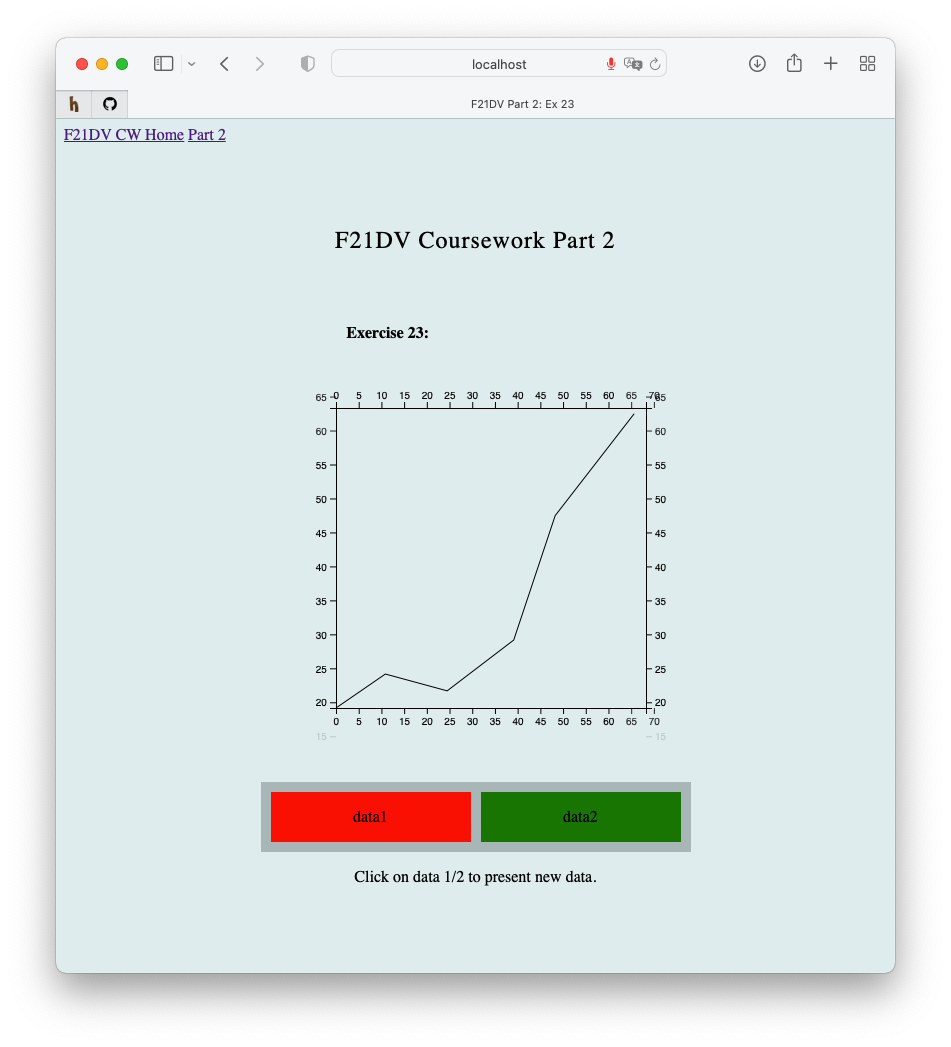 localhost
F21DV Part 2: Ex 23
F21DV CW Home Part 2
F21DV Coursework Part 2
Exercise 23:
0 5 10 15 20 25 30 35 40 45 50 55 60 65 70
65 65
60 60
55 55
50 50
45 45
40 40
35 35
30 30
25 25
20 20
0 5 10 15 20 25 30 35 40 45 50 55 60 65 70
15 15
data1 data2
Click on data 1/2 to present new data.